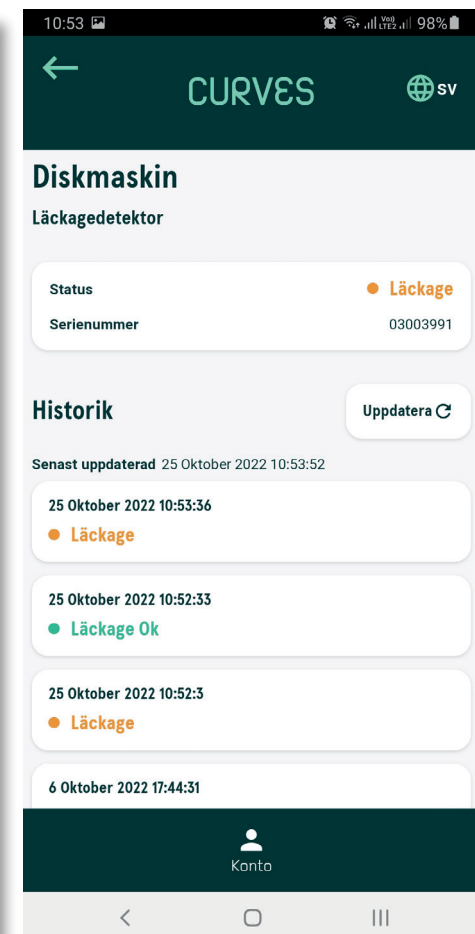 10:53 98%
CURVES
SV
Diskmaskin
Läckagedetektor
Status Läckage
Serienummer 03003991
Historik Uppdatera
Senast uppdaterad 25 Oktober 2022 10:53:52
25 Oktober 2022 10:53:36
Läckage
25 Oktober 2022 10:52:33
Läckage Ok
25 Oktober 2022 10:52:3
Läckage
6 Oktober 2022 17:44:31
Konto